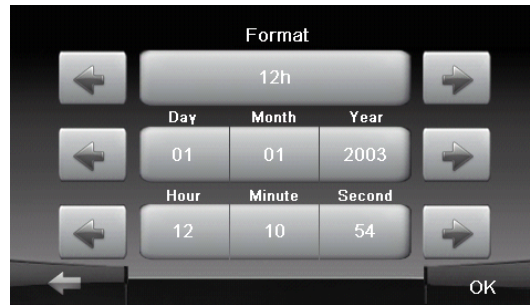 Format
12h
Day Month Year
01 01 2003
Hour Minute Second
12 10 54
OK